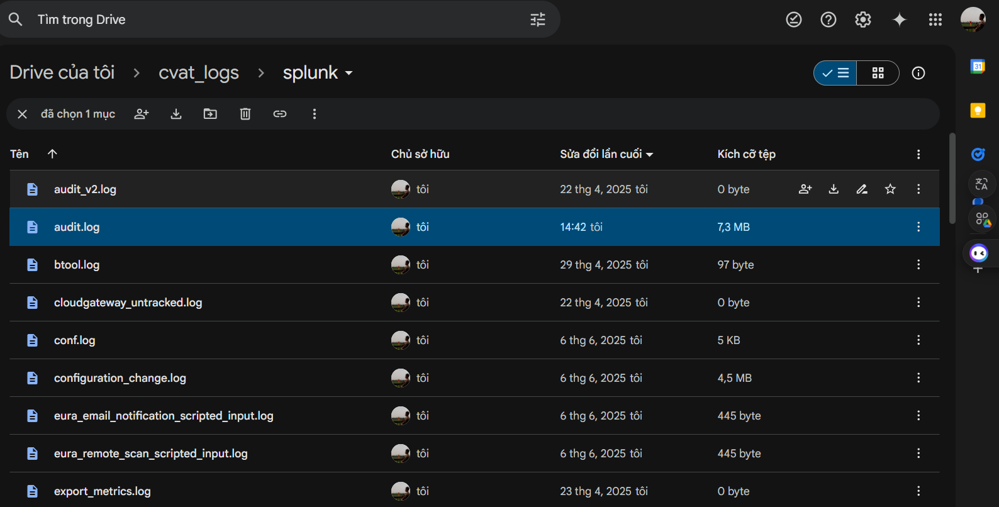 Tìm trong Drive
Drive của tôi > cvat_logs > splunk
31
đã chọn 1 mục
Tên Chủ sở hữu Sửa đổi lần cuối Kích cỡ tệp
audit_v2.log tôi 22 thg 4, 2025 tôi 0 byte
audit.log tôi 14:42 tôi 7,3 MB
btool.log tôi 29 thg 4, 2025 tôi 97 byte
cloudgateway_untracked.log tôi 22 thg 4, 2025 tôi 0 byte
conf.log tôi 6 thg 6, 2025 tôi 5 KB
configuration_change.log tôi 6 thg 6, 2025 tôi 4,5 MB
eura_email_notification_scripted_input.log tôi 6 thg 6, 2025 tôi 445 byte
eura_remote_scan_scripted_input.log tôi 6 thg 6, 2025 tôi 445 byte
export_metrics.log tôi 23 thg 4, 2025 tôi 0 byte